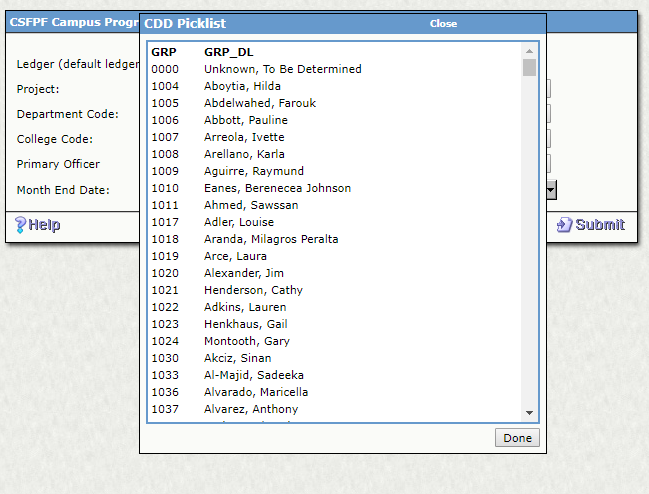 CSFPF Campus Progr
CDD Picklist Close
Ledger (default ledger
Project:
Department Code:
College Code:
Primary Officer
Month End Date:
Help
Submit
GRP GRP_DL
0000 Unknown, To Be Determined
1004 Aboytia, Hilda
1005 Abdelwahed, Farouk
1006 Abbott, Pauline
1007 Arreola, Ivette
1008 Arellano, Karla
1009 Aguirre, Raymund
1010 Eanes, Berenecea Johnson
1011 Ahmed, Sawssan
1017 Adler, Louise
1018 Aranda, Milagros Peralta
1019 Arce, Laura
1020 Alexander, Jim
1021 Henderson, Cathy
1022 Adkins, Lauren
1023 Henkhaus, Gail
1024 Montooth, Gary
1030 Akciz, Sinan
1033 Al-Majid, Sadeeka
1036 Alvarado, Maricella
1037 Alvarez, Anthony
Done